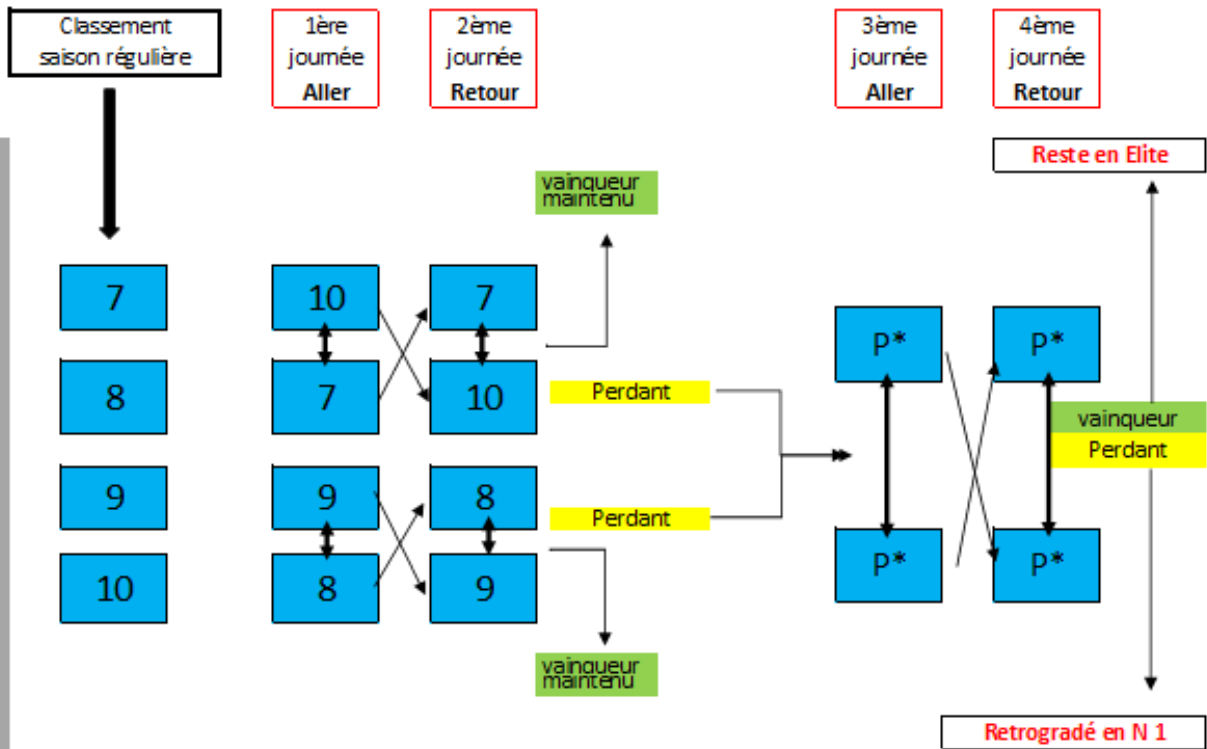 Classement
saison régulière
1ère
journée
Aller
2ème
journée
Retour
3ème
journée
Aller
4ème
journée
Retour
Reste en Elite
vainqueur
maintenu
7
10
7
8
7
10
Perdant
P*
P*
vainqueur
Perdant
9
9
8
Perdant
10
8
9
P*
P*
vainqueur
maintenu
Retrogradé en N 1